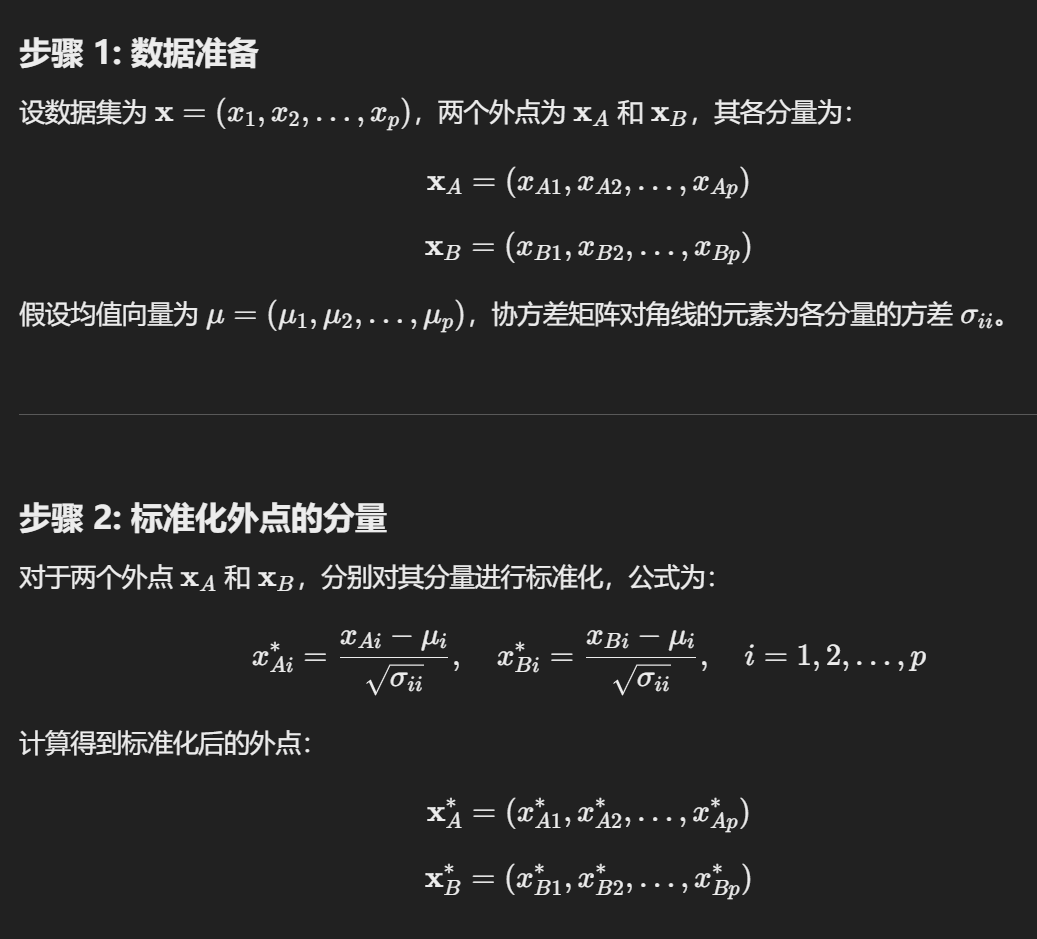 步骤 1: 数据准备
设数据集为 $\mathbf{x} = (x_1, x_2, \ldots, x_p)$，两个外点为 $\mathbf{x}_A$ 和 $\mathbf{x}_B$，其各分量为：
$\mathbf{x}_A = (x_{A1}, x_{A2}, \ldots, x_{Ap})$
$\mathbf{x}_B = (x_{B1}, x_{B2}, \ldots, x_{Bp})$
假设均值向量为 $\mu = (\mu_1, \mu_2, \ldots, \mu_p)$，协方差矩阵对角线的元素为各分量的方差 $\sigma_{ii}$。
步骤 2: 标准化外点的分量
对于两个外点 $\mathbf{x}_A$ 和 $\mathbf{x}_B$，分别对其分量进行标准化，公式为：
$x_{Ai}^* = \frac{x_{Ai} - \mu_i}{\sqrt{\sigma_{ii}}}, \quad x_{Bi}^* = \frac{x_{Bi} - \mu_i}{\sqrt{\sigma_{ii}}}, \quad i = 1, 2, \ldots, p$
计算得到标准化后的外点：
$\mathbf{x}_A^* = (x_{A1}^*, x_{A2}^*, \ldots, x_{Ap}^*)$
$\mathbf{x}_B^* = (x_{B1}^*, x_{B2}^*, \ldots, x_{Bp}^*)$